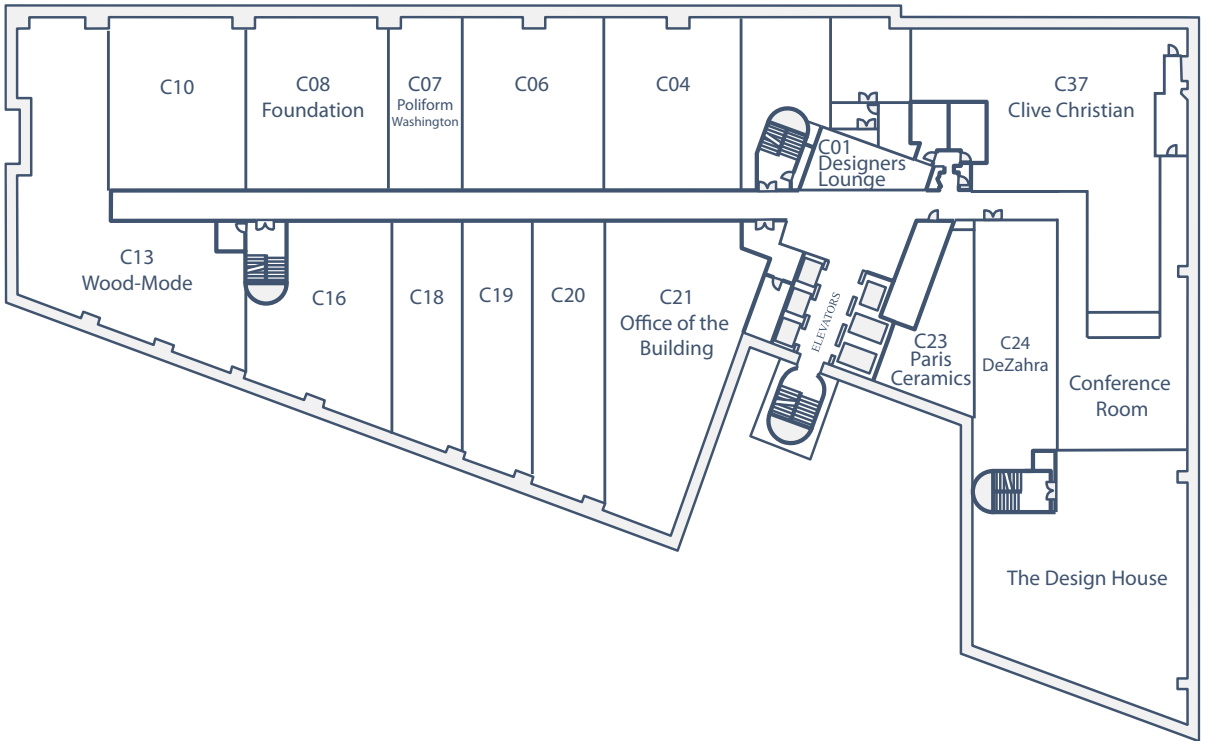 C10
C08
Foundation
C07
Poliform
Washington
C06
C04
C37
Clive Christian
C01
Designers
Lounge
C13
Wood-Mode
C16
C18
C19
C20
C21
Office of the
Building
ELEVATORS
C23
Paris
Ceramics
C24
DeZahra
Conference
Room
The Design House